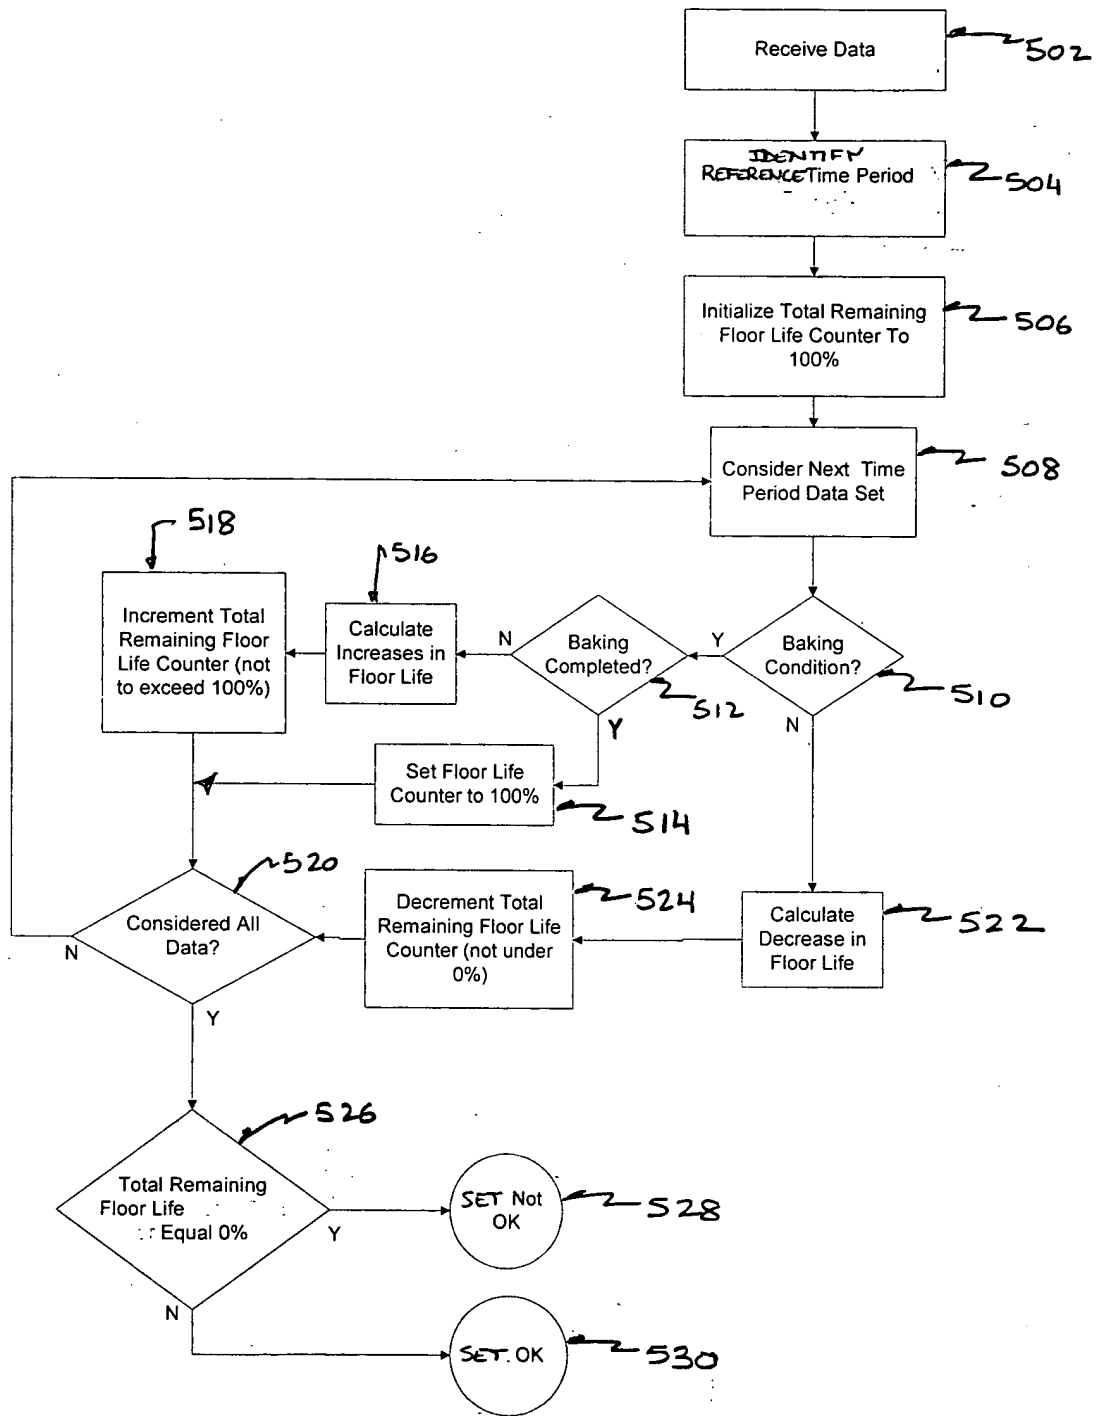 Receive Data
502
IDENTIFY
REFERENCE Time Period
504
Initialize Total Remaining
Floor Life Counter To
100%
506
Consider Next Time
Period Data Set
508
518
516
Increment Total
Remaining Floor
Life Counter (not
to exceed 100%)
Calculate
Increases in
Floor Life
N
Baking
Completed?
Y
512
Y
Baking
Condition?
510
N
Set Floor Life
Counter to 100%
514
520
Considered All
Data?
N
Y
Decrement Total
Remaining Floor Life
Counter (not under
0%)
524
Calculate
Decrease in
Floor Life
522
526
Total Remaining
Floor Life
Equal 0%
Y
N
SET Not
OK
528
SET. OK
530